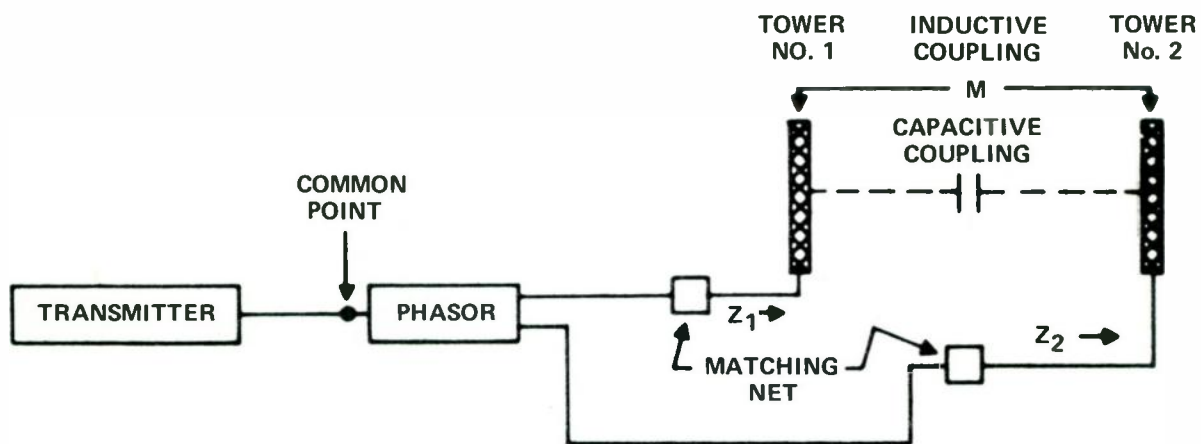 TOWER
NO. 1
INDUCTIVE
COUPLING
TOWER
No. 2
M
CAPACITIVE
COUPLING
COMMON
POINT
TRANSMITTER
PHASOR
Z1
Z2
MATCHING
NET